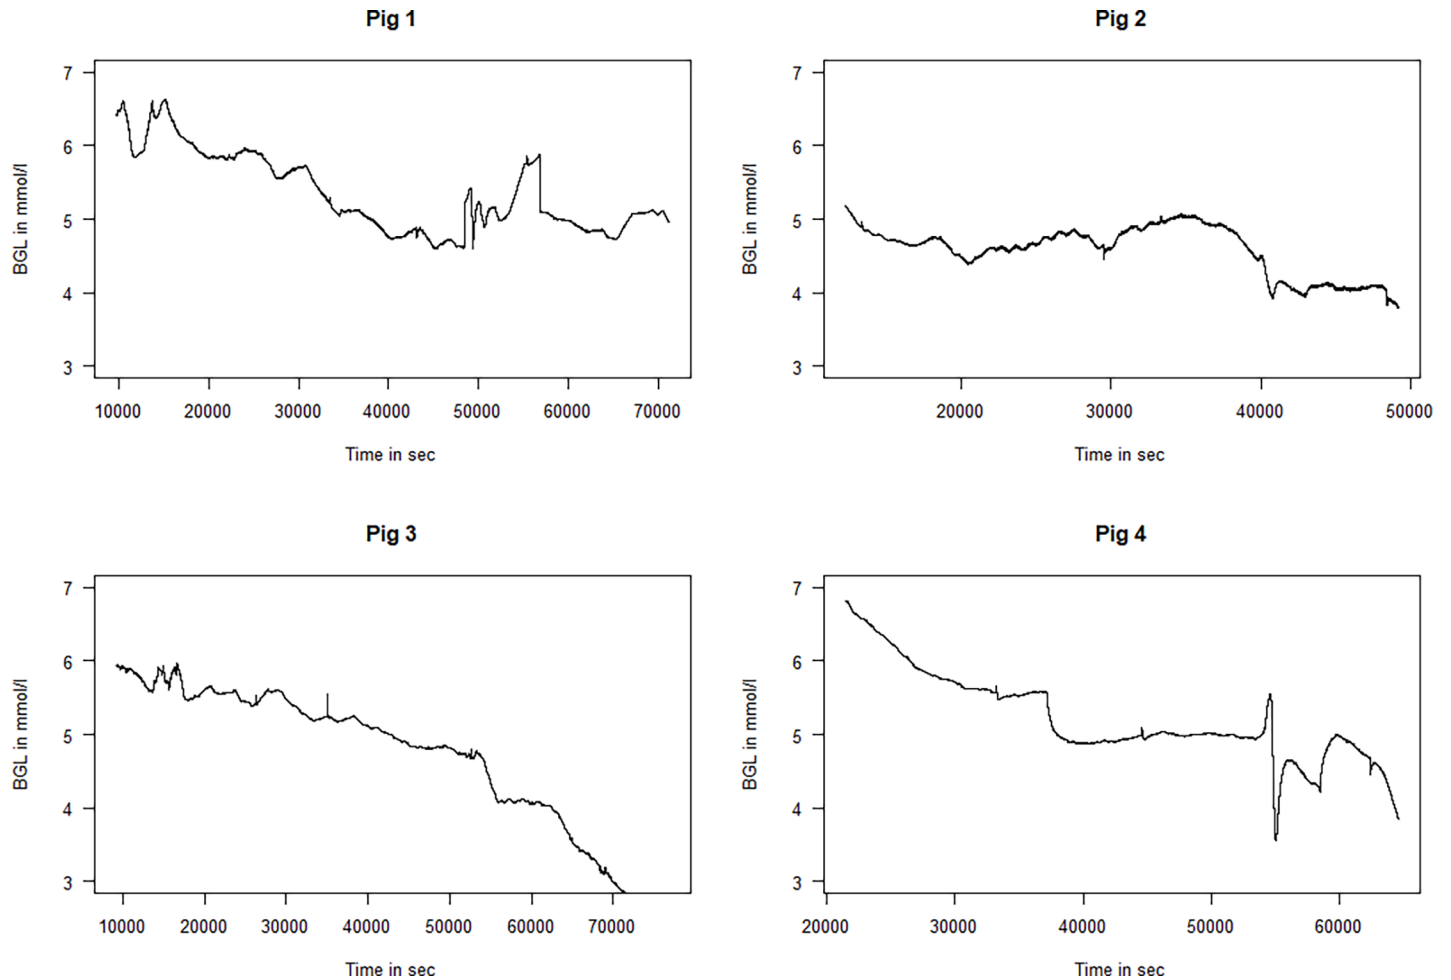 Pig 1
7
6
5
4
3
BGL in mmol/l
10000 20000 30000 40000 50000 60000 70000
Time in sec
Pig 2
7
6
5
4
3
BGL in mmol/l
20000 30000 40000 50000
Time in sec
Pig 3
7
6
5
4
3
BGL in mmol/l
10000 20000 30000 40000 50000 60000 70000
Time in sec
Pig 4
7
6
5
4
3
BGL in mmol/l
20000 30000 40000 50000 60000
Time in sec